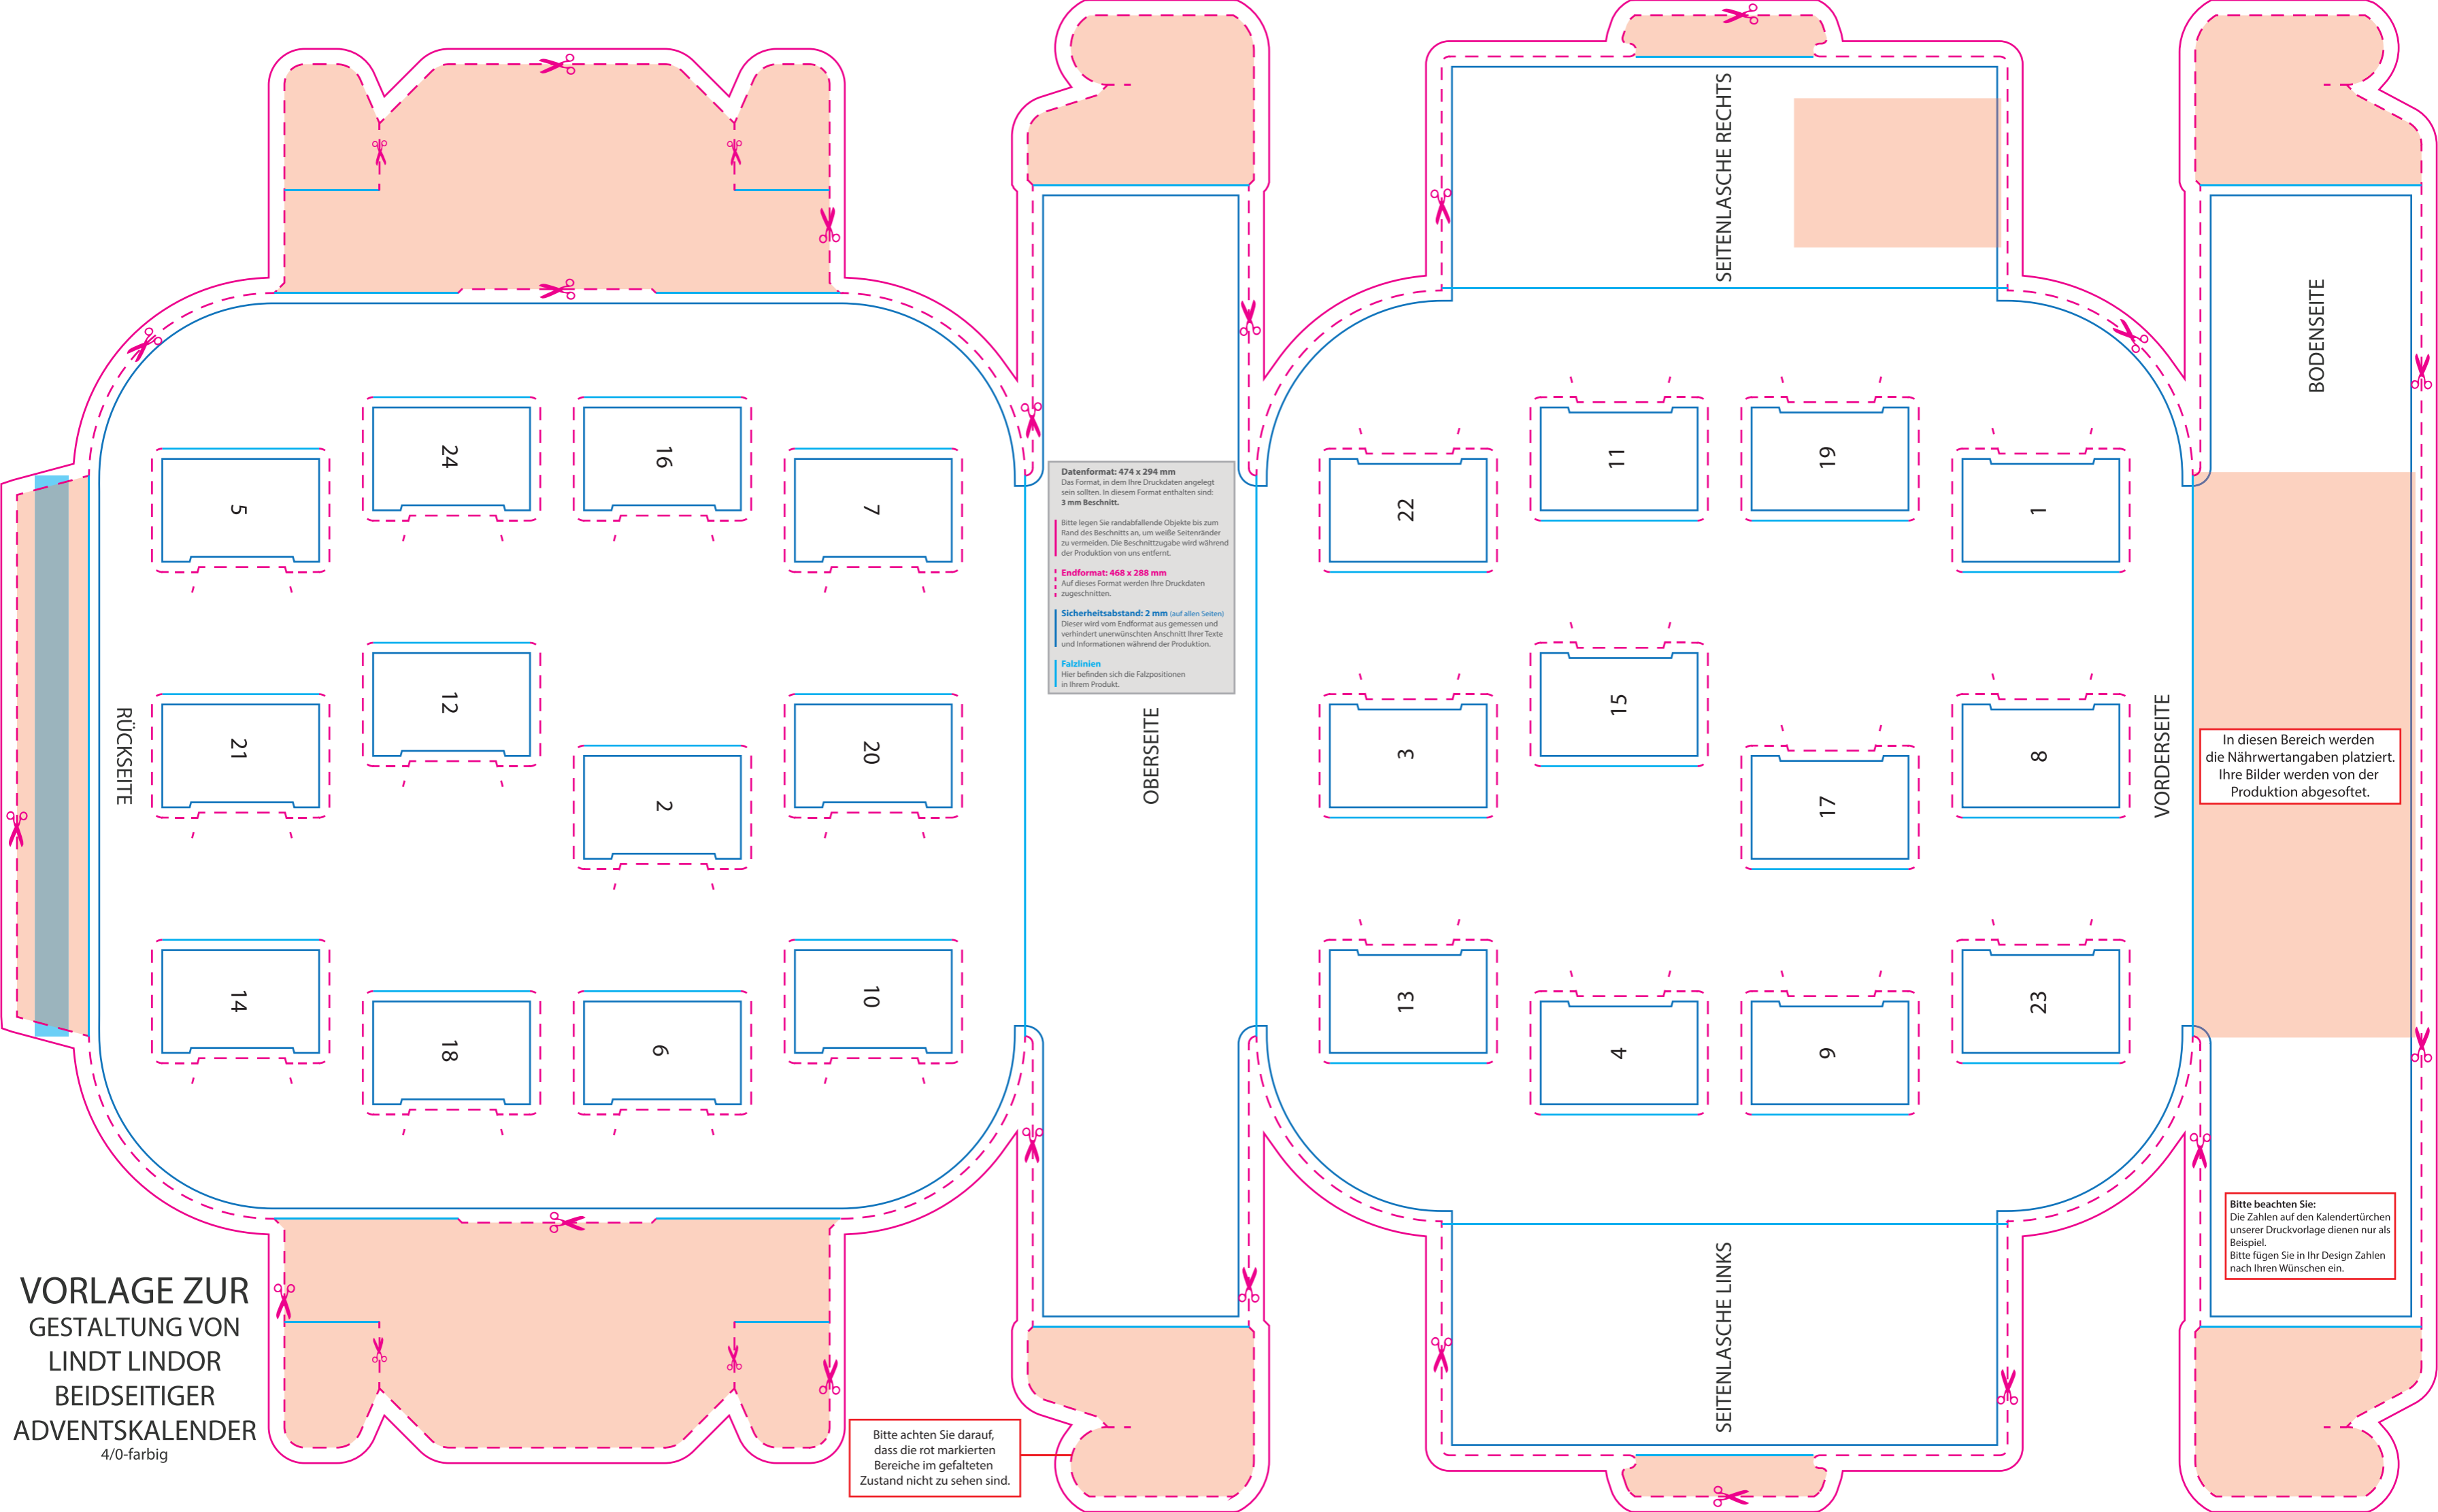 SEITENLASCHE RECHTS
BODENSEITE
24
16
5
7
11
19
22
1
Datenformat: 474 x 294 mm
Das Format, in dem Ihre Druckdaten angelegt
sein sollten. In diesem Format enthalten sind:
3 mm Beschnitt.
Bitte legen Sie randabfallende Objekte bis zum
Rand des Beschnitts an, um weiße Seitenränder
zu vermeiden. Die Beschnittzugabe wird während
der Produktion von uns entfernt.
Endformat: 468 x 288 mm
Auf dieses Format werden Ihre Druckdaten
zugeschnitten.
Sicherheitsabstand: 2 mm (auf allen Seiten)
Dieser wird vom Endformat aus gemessen und
verhindert unerwünschten Anschnitt Ihrer Texte
und Informationen während der Produktion.
Falzlinien
Hier befinden sich die Falzpositionen
in Ihrem Produkt.
RÜCKSEITE
21
12
2
20
OBERSEITE
3
15
17
8
VORDERSEITE
In diesen Bereich werden
die Nährwertangaben platziert.
Ihre Bilder werden von der
Produktion abgesoftet.
14
18
6
10
13
4
9
23
Bitte beachten Sie:
Die Zahlen auf den Kalendertürchen
unserer Druckvorlage dienen nur als
Beispiel.
Bitte fügen Sie in Ihr Design Zahlen
nach Ihren Wünschen ein.
SEITENLASCHE LINKS
VORLAGE ZUR
GESTALTUNG VON
LINDT LINDOR
BEIDSEITIGER
ADVENTSKALENDER
4/0-farbig
Bitte achten Sie darauf,
dass die rot markierten
Bereiche im gefalteten
Zustand nicht zu sehen sind.